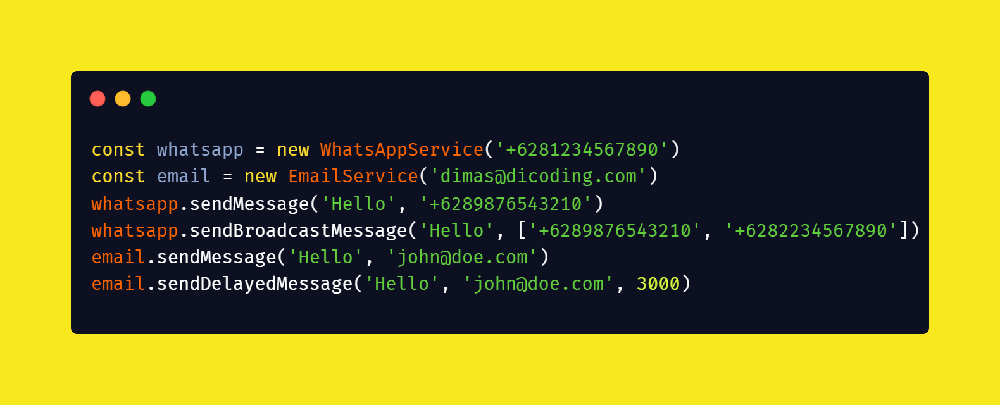 const whatsapp = new WhatsAppService('+6281234567890')
const email = new EmailService('dimas@dicoding.com')
whatsapp.sendMessage('Hello', '+6289876543210')
whatsapp.sendBroadcastMessage('Hello', ['+6289876543210', '+6282234567890'])
email.sendMessage('Hello', 'john@doe.com')
email.sendDelayedMessage('Hello', 'john@doe.com', 3000)